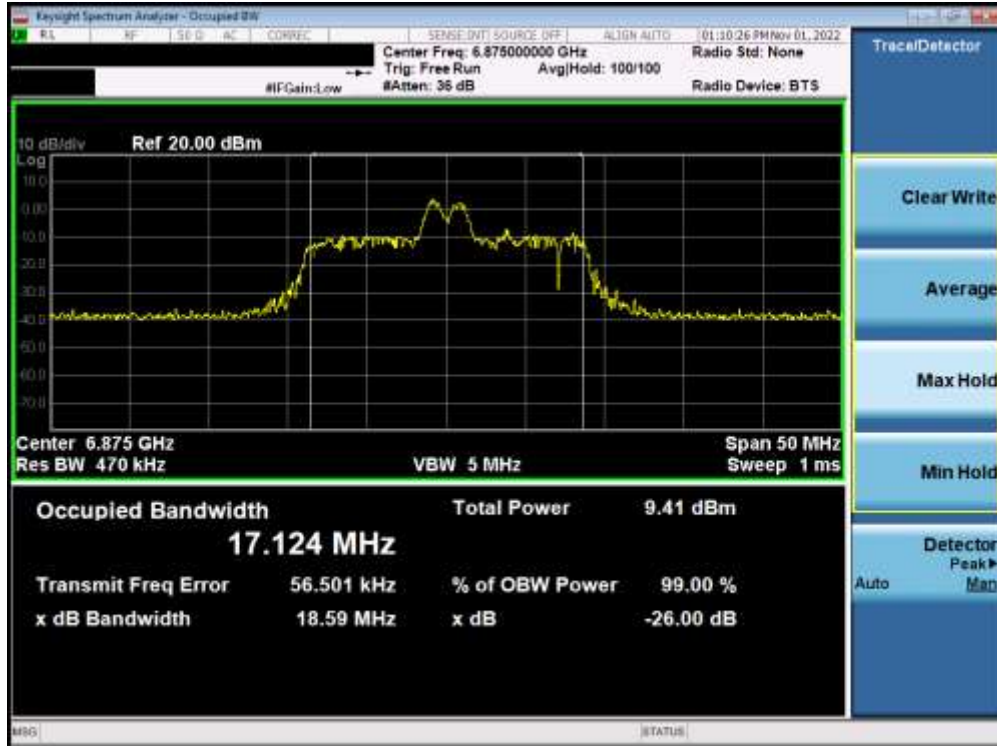 Keysight Spectrum Analyzer - Occupied BW
RL RF 50 Ω AC CORREC SENSE:INT SOURCE OFF ALIGN AUTO 01:10:26 PM Nov 01, 2022
Center Freq: 6.875000000 GHz Radio Std: None
Trig: Free Run Avg|Hold: 100/100
#IFGain:Low #Atten: 36 dB Radio Device: BTS
Trace/Detector
10 dB/div Ref 20.00 dBm
Log
10.0
0.00
-10.0
-20.0
-30.0
-40.0
-50.0
-60.0
-70.0
Center 6.875 GHz Span 50 MHz
Res BW 470 kHz VBW 5 MHz Sweep 1 ms
Occupied Bandwidth Total Power 9.41 dBm
17.124 MHz
Transmit Freq Error 56.501 kHz % of OBW Power 99.00 %
x dB Bandwidth 18.59 MHz x dB -26.00 dB
Clear Write
Average
Max Hold
Min Hold
Detector
Peak▶
Auto Man
MSG STATUS